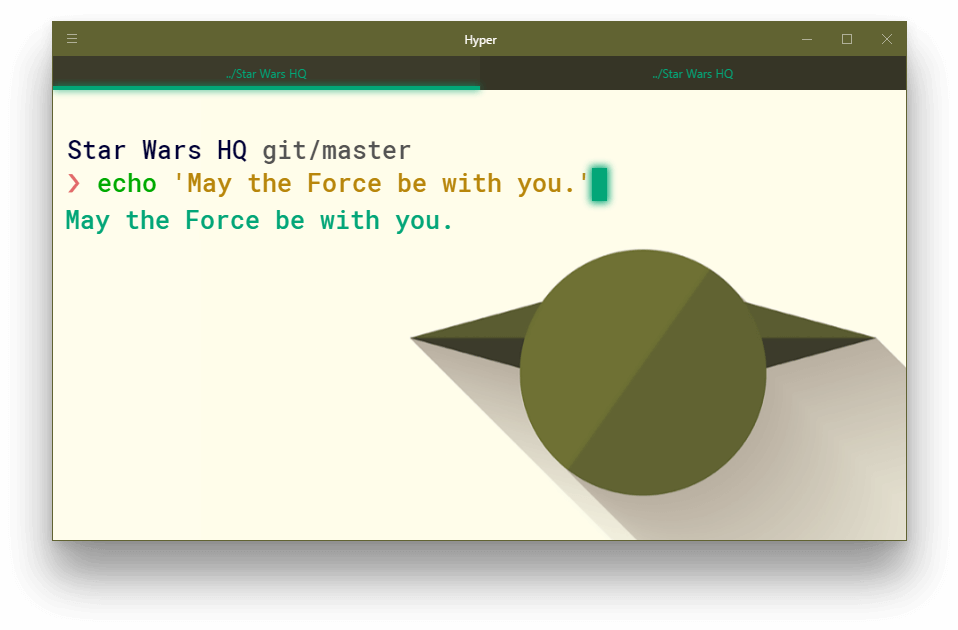 Hyper
../Star Wars HQ
../Star Wars HQ
Star Wars HQ git/master
❯ echo 'May the Force be with you.'
May the Force be with you.